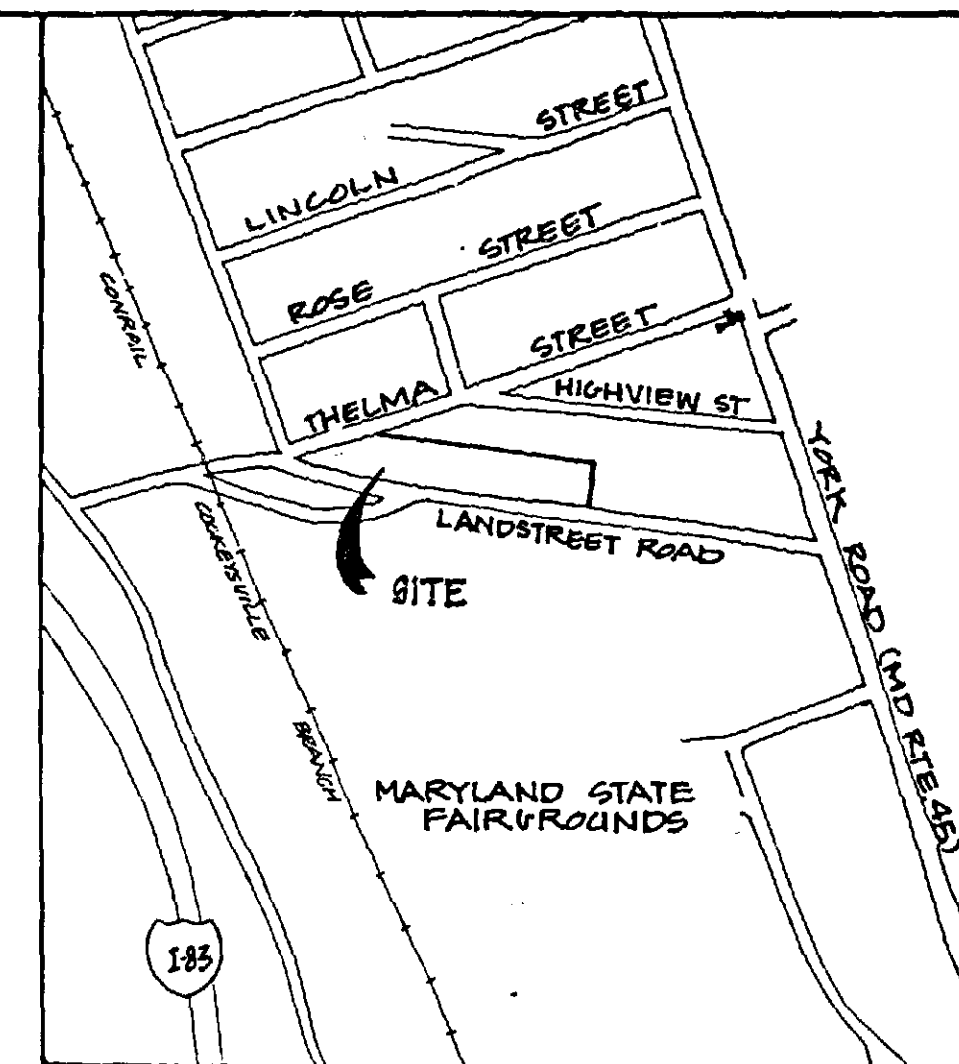 LINCOLN STREET
ROSE STREET
THELMA STREET
HIGHVIEW ST
CONRAIL
COCKEYSVILLE
BRANCH
LANDSTREET ROAD
SITE
YORK ROAD (MD RTE. 45)
MARYLAND STATE
FAIRGROUNDS
I-83